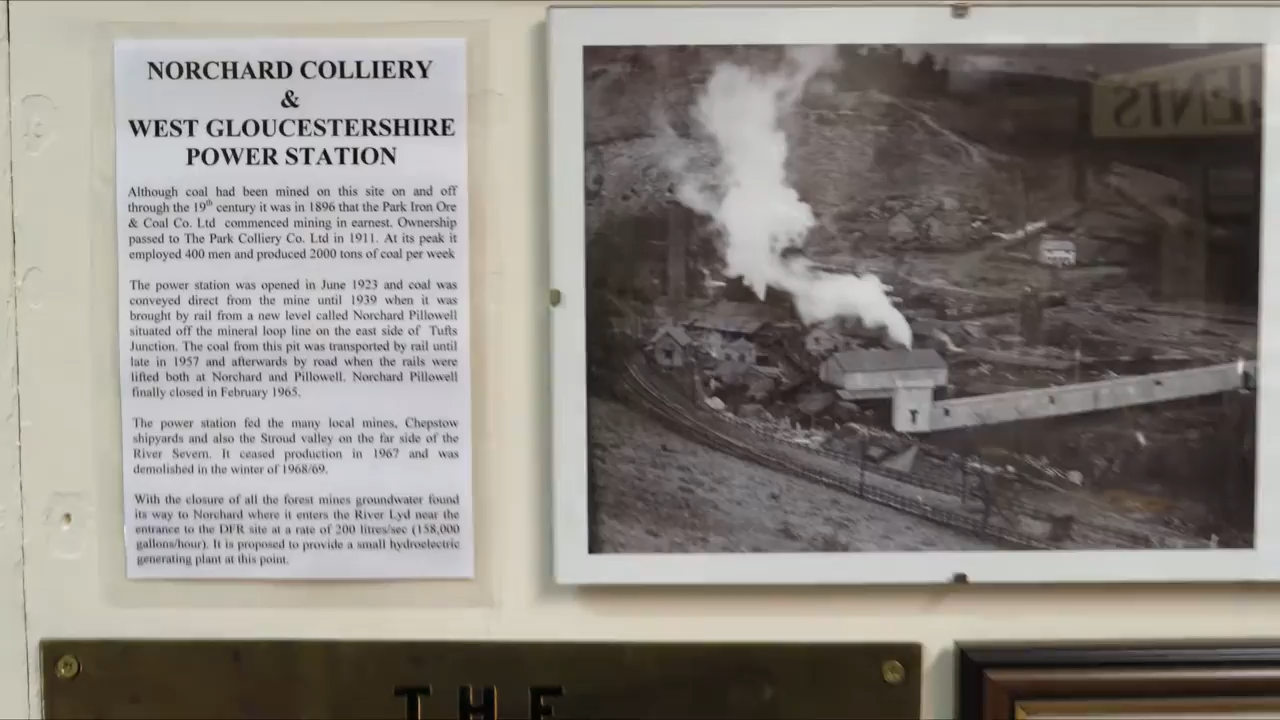 NORCHARD COLLIERY
&
WEST GLOUCESTERSHIRE
POWER STATION
Although coal had been mined on this site on and off
through the 19th century it was in 1896 that the Park Iron Ore
& Coal Co. Ltd commenced mining in earnest. Ownership
passed to The Park Colliery Co. Ltd in 1911. At its peak it
employed 400 men and produced 2000 tons of coal per week
The power station was opened in June 1923 and coal was
conveyed direct from the mine until 1939 when it was
brought by rail from a new level called Norchard Pillowell
situated off the mineral loop line on the east side of Tufts
Junction. The coal from this pit was transported by rail until
late in 1957 and afterwards by road when the rails were
lifted both at Norchard and Pillowell. Norchard Pillowell
finally closed in February 1965.
The power station fed the many local mines, Chepstow
shipyards and also the Stroud valley on the far side of the
River Severn. It ceased production in 1967 and was
demolished in the winter of 1968/69.
With the closure of all the forest mines groundwater found
its way to Norchard where it enters the River Lyd near the
entrance to the DFR site at a rate of 200 litres/sec (158,000
gallons/hour). It is proposed to provide a small hydroelectric
generating plant at this point.
THE